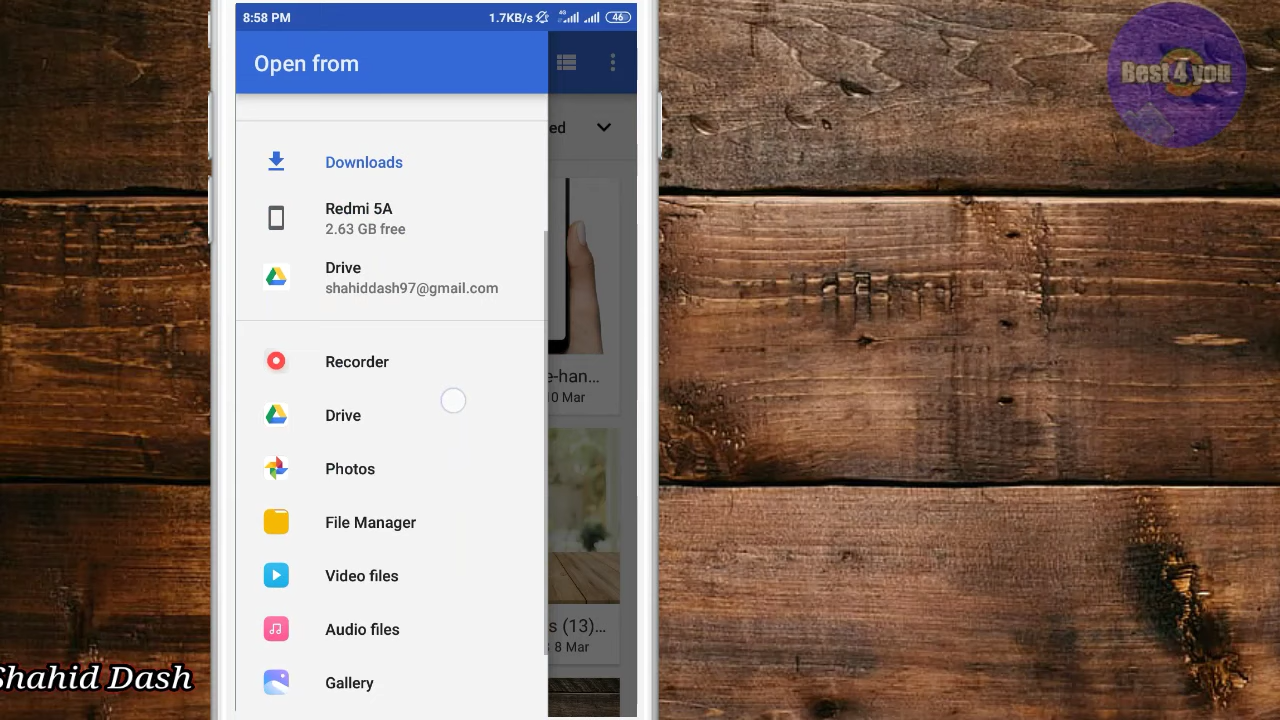 8:58 PM
1.7KB/s
4G
46
Open from
Best 4 you
ed
Downloads
Redmi 5A
2.63 GB free
Drive
shahiddash97@gmail.com
Recorder
e-han...
0 Mar
Drive
Photos
File Manager
Video files
Audio files
s (13)...
8 Mar
Gallery
Shahid Dash